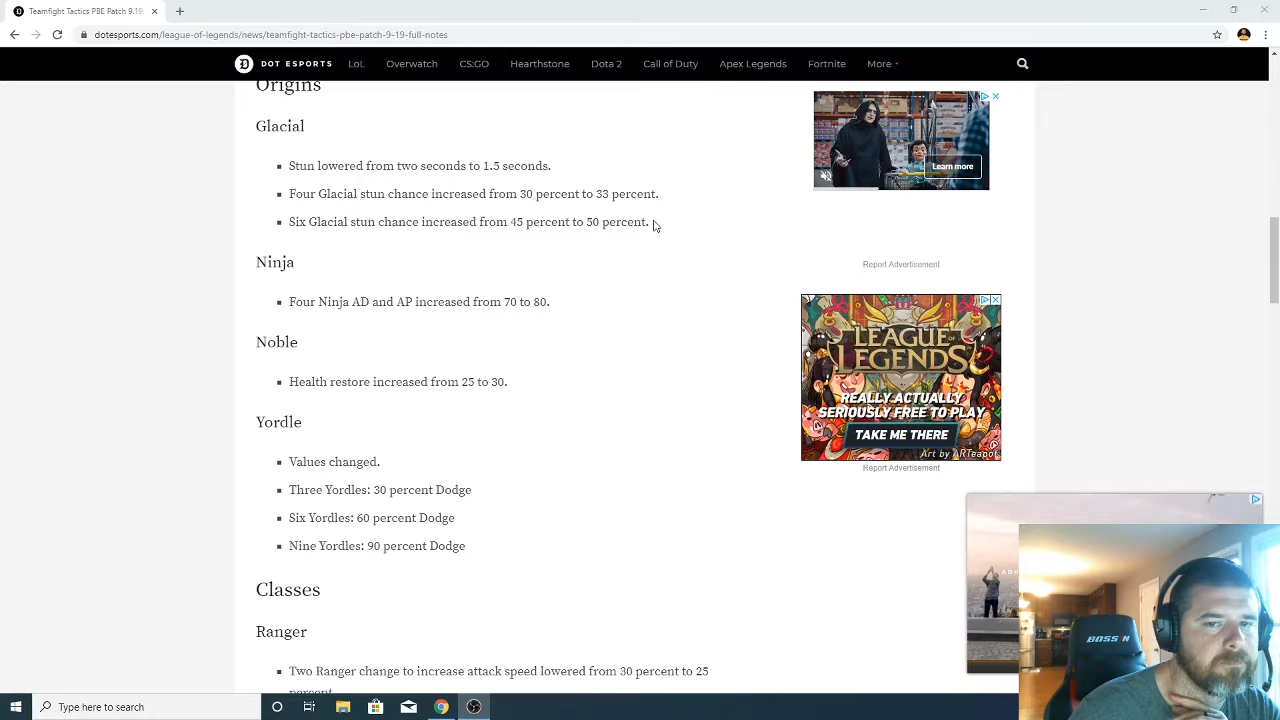 Teamfight Tactics PBE Patch 9.19
dotesports.com/league-of-legends/news/teamfight-tactics-pbe-patch-9-19-full-notes
DOT ESPORTS LoL Overwatch CS:GO Hearthstone Dota 2 Call of Duty Apex Legends Fortnite More
Origins
Glacial
Stun lowered from two seconds to 1.5 seconds.
Four Glacial stun chance increased from 30 percent to 33 percent.
Six Glacial stun chance increased from 45 percent to 50 percent.
Ninja
Four Ninja AD and AP increased from 70 to 80.
Noble
Health restore increased from 25 to 30.
Yordle
Values changed.
Three Yordles: 30 percent Dodge
Six Yordles: 60 percent Dodge
Nine Yordles: 90 percent Dodge
Classes
Ranger
Two Ranger change to increase attack speed lowered from 30 percent to 25
percent.
Learn more
Report Advertisement
LEAGUE
OF
LEGENDS
REALLY ACTUALLY
SERIOUSLY FREE TO PLAY
TAKE ME THERE
Art by ARTeapot
Report Advertisement
BOSS N
Type here to search